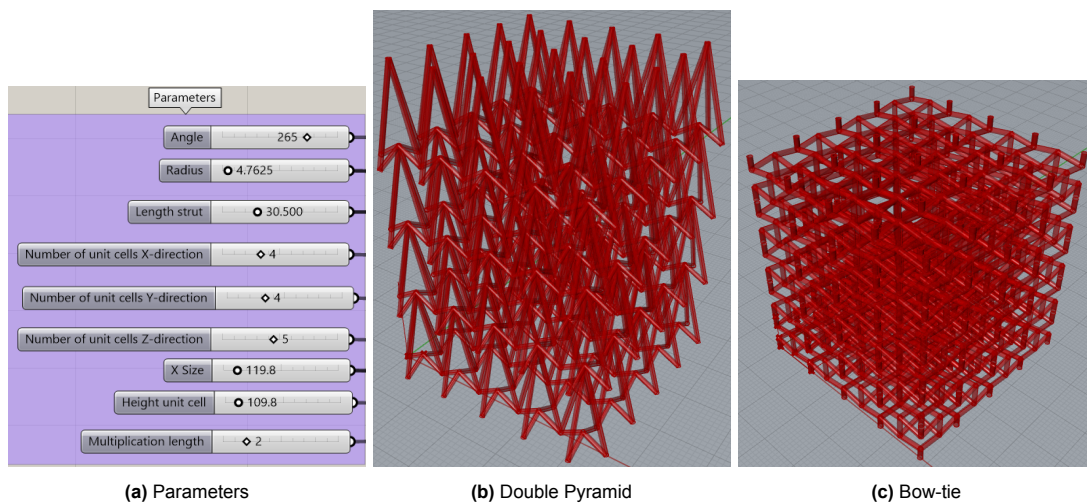 Parameters
Angle 265
Radius 4.7625
Length strut 30.500
Number of unit cells X-direction 4
Number of unit cells Y-direction 4
Number of unit cells Z-direction 5
X Size 119.8
Height unit cell 109.8
Multiplication length 2
(a) Parameters
(b) Double Pyramid
(c) Bow-tie